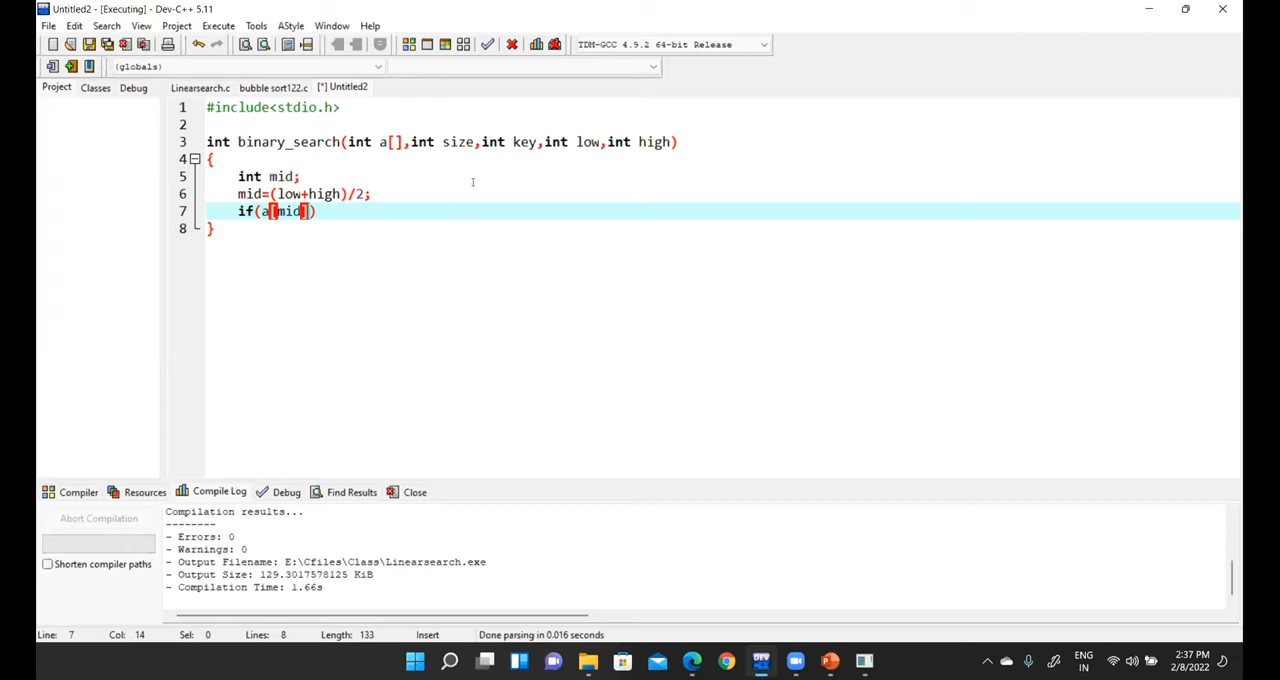 Untitled2 - [Executing] - Dev-C++ 5.11
File Edit Search View Project Execute Tools AStyle Window Help
TDM-GCC 4.9.2 64-bit Release
(globals)
Project Classes Debug Linearsearch.c bubble sort122.c [*] Untitled2
1 #include<stdio.h>
2
3 int binary_search(int a[],int size,int key,int low,int high)
4 {
5 int mid;
6 mid=(low+high)/2;
7 if(a[mid])
8 }
Compiler Resources Compile Log Debug Find Results Close
Abort Compilation
Shorten compiler paths
Compilation results...
--------
- Errors: 0
- Warnings: 0
- Output Filename: E:\Cfiles\Class\Linearsearch.exe
- Output Size: 129.3017578125 KiB
- Compilation Time: 1.66s
Line: 7 Col: 14 Sel: 0 Lines: 8 Length: 133 Insert Done parsing in 0.016 seconds
DEV
ENG
IN
2:37 PM
2/8/2022